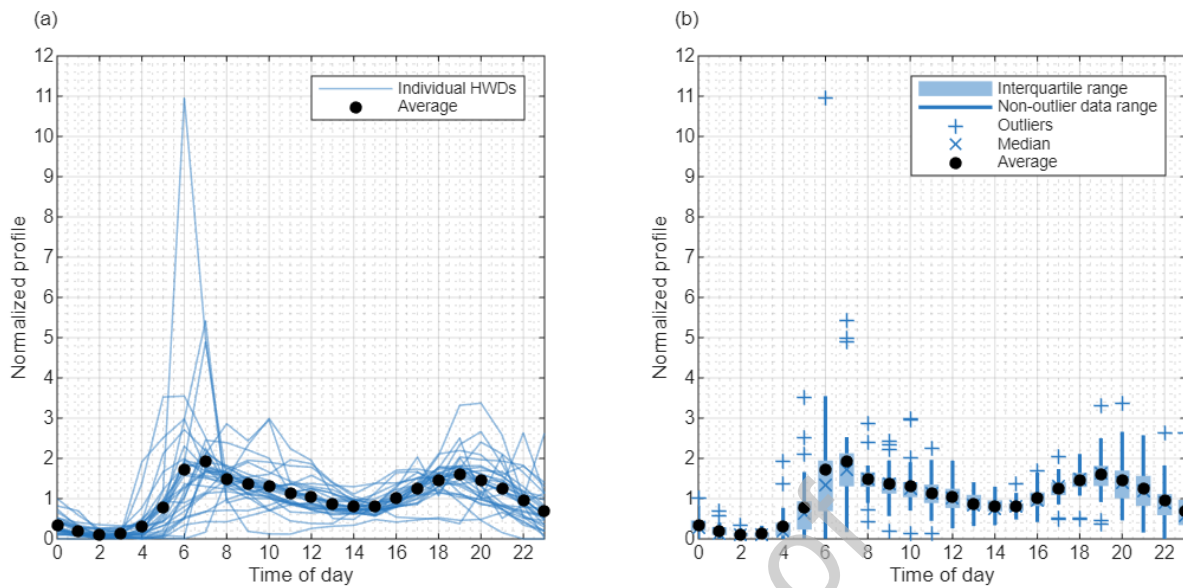 (a)
12
11
10
9
8
7
6
5
4
3
2
1
0
Normalized profile
0 2 4 6 8 10 12 14 16 18 20 22
Time of day
Individual HWDs
Average
(b)
12
11
10
9
8
7
6
5
4
3
2
1
0
Normalized profile
0 2 4 6 8 10 12 14 16 18 20 22
Time of day
Interquartile range
Non-outlier data range
Outliers
Median
Average